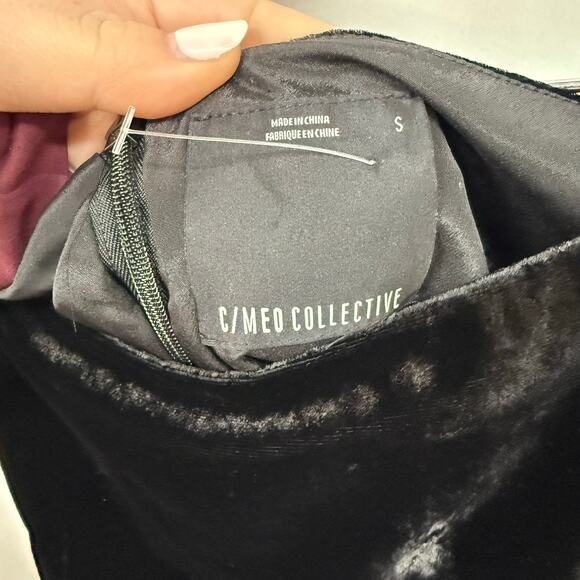 MADE IN CHINA
FABRIQUE EN CHINE
S
C/MEO COLLECTIVE